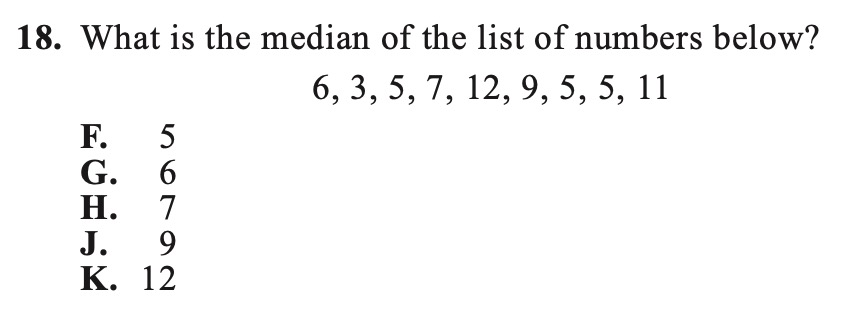 18. What is the median of the list of numbers below?
6, 3, 5, 7, 12, 9, 5, 5, 11
F. 5
G. 6
H. 7
J. 9
K. 12